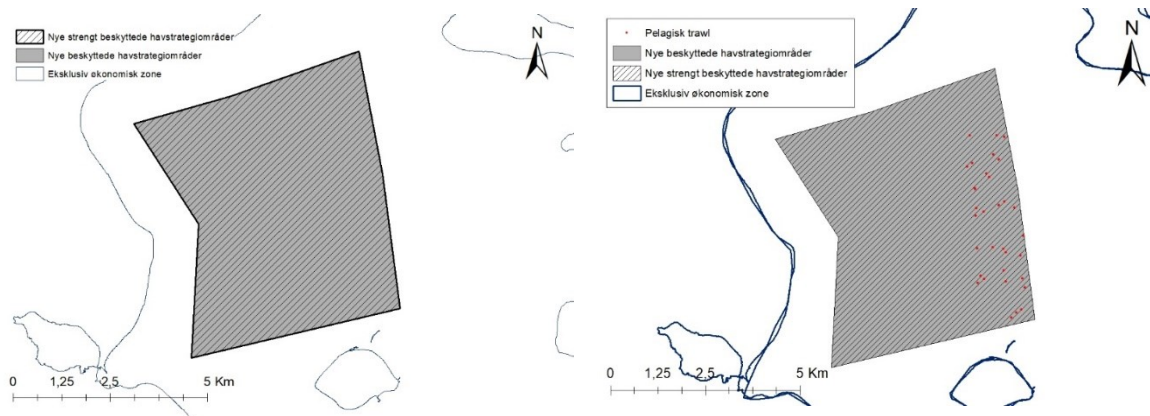 Nye strengt beskyttede havstrategiområder
Nye beskyttede havstrategiområder
Eksklusiv økonomisk zone
N
0 1,25 2,5 5 Km
Pelagisk trawl
Nye beskyttede havstrategiområder
Nye strengt beskyttede havstrategiområder
Eksklusiv økonomisk zone
N
0 1,25 2,5 5 Km